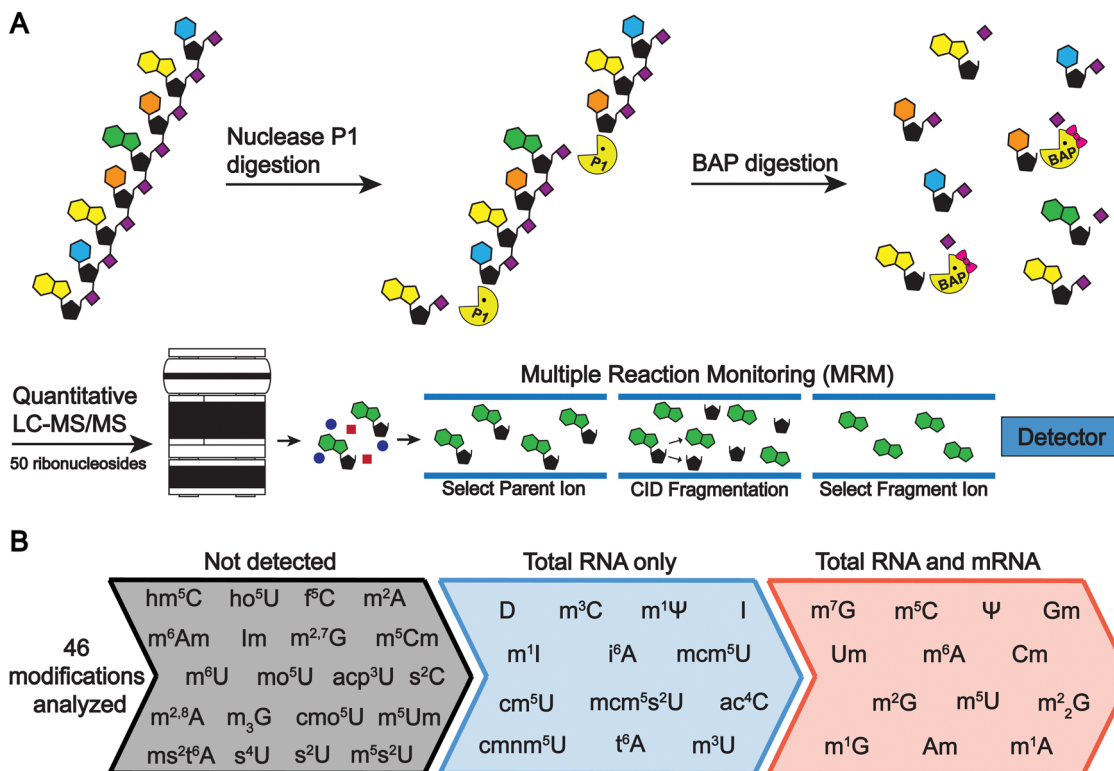 A
Nuclease P1
digestion
BAP digestion
P1
P1
BAP
BAP
Quantitative
LC-MS/MS
50 ribonucleosides
Multiple Reaction Monitoring (MRM)
Select Parent Ion
CID Fragmentation
Select Fragment Ion
Detector
B
Not detected
Total RNA only
Total RNA and mRNA
46
modifications
analyzed
hm⁵C ho⁵U f⁵C m²A
m⁶Am Im m²,⁷G m⁵Cm
m⁶U mo⁵U acp³U s²C
m²,⁸A m₃G cmo⁵U m⁵Um
ms²t⁶A s⁴U s²U m⁵s²U
D m³C m¹Ψ I
m¹I i⁶A mcm⁵U
cm⁵U mcm⁵s²U ac⁴C
cmnm⁵U t⁶A m³U
m⁷G m⁵C Ψ Gm
Um m⁶A Cm
m²G m⁵U m²₂G
m¹G Am m¹A